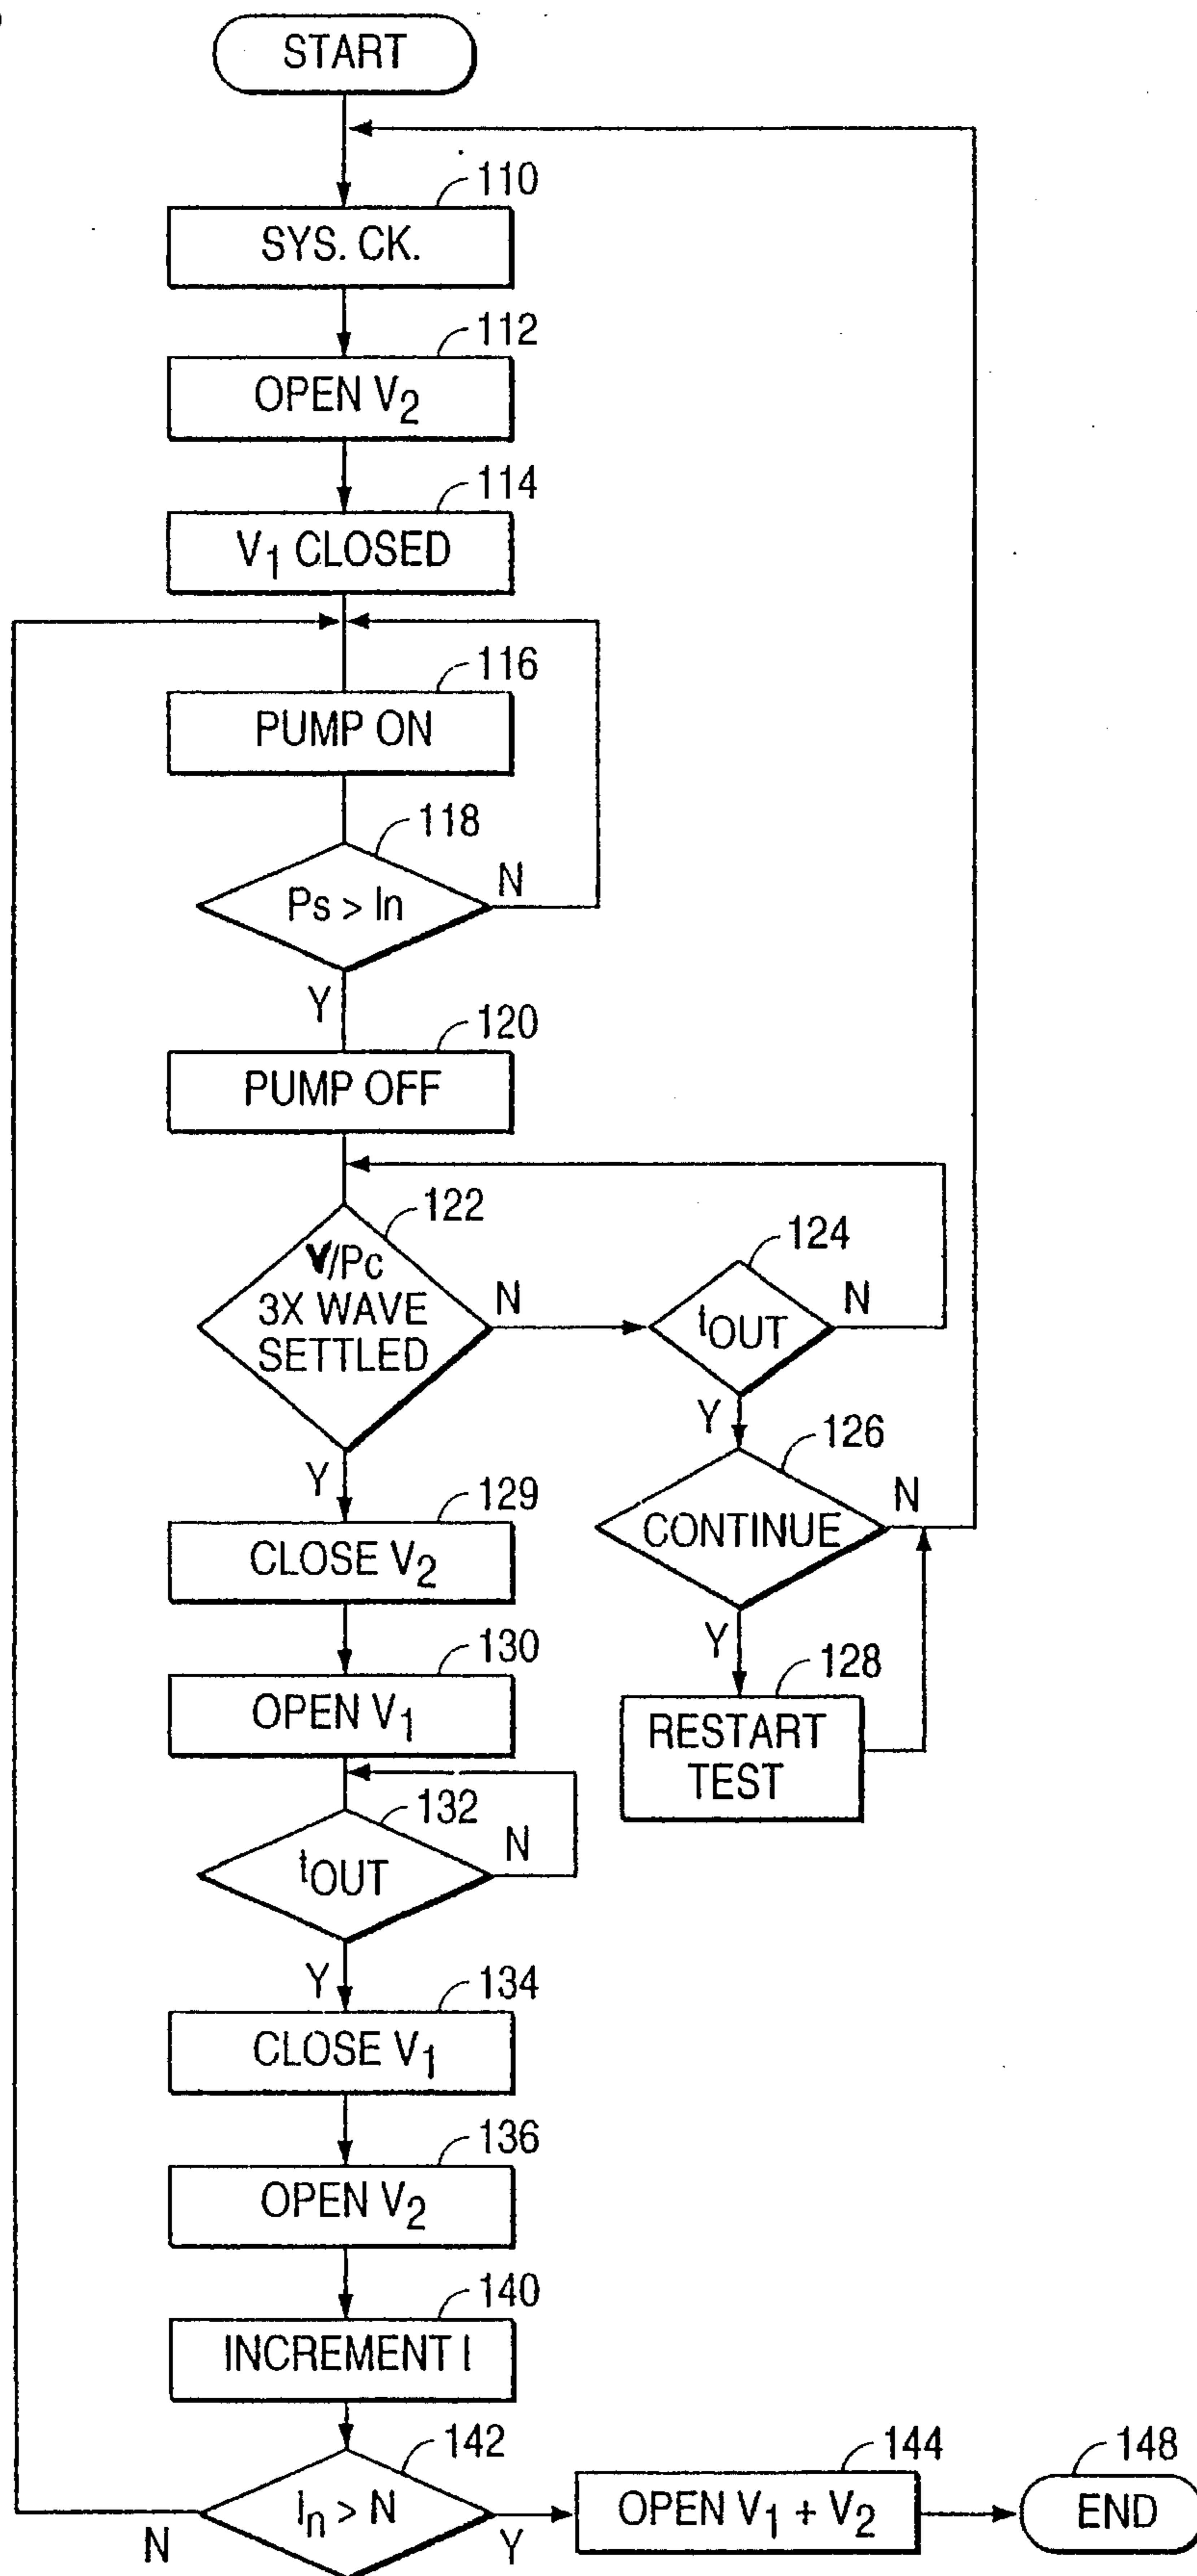 START
110
SYS. CK.
112
OPEN V2
114
V1 CLOSED
116
PUMP ON
118
Ps > In
N
Y
120
PUMP OFF
122
V/Pc
3X WAVE
SETTLED
N
Y
124
tOUT
N
Y
126
CONTINUE
N
Y
128
RESTART
TEST
129
CLOSE V2
130
OPEN V1
132
tOUT
N
Y
134
CLOSE V1
136
OPEN V2
140
INCREMENT I
142
In > N
N
Y
144
OPEN V1 + V2
148
END